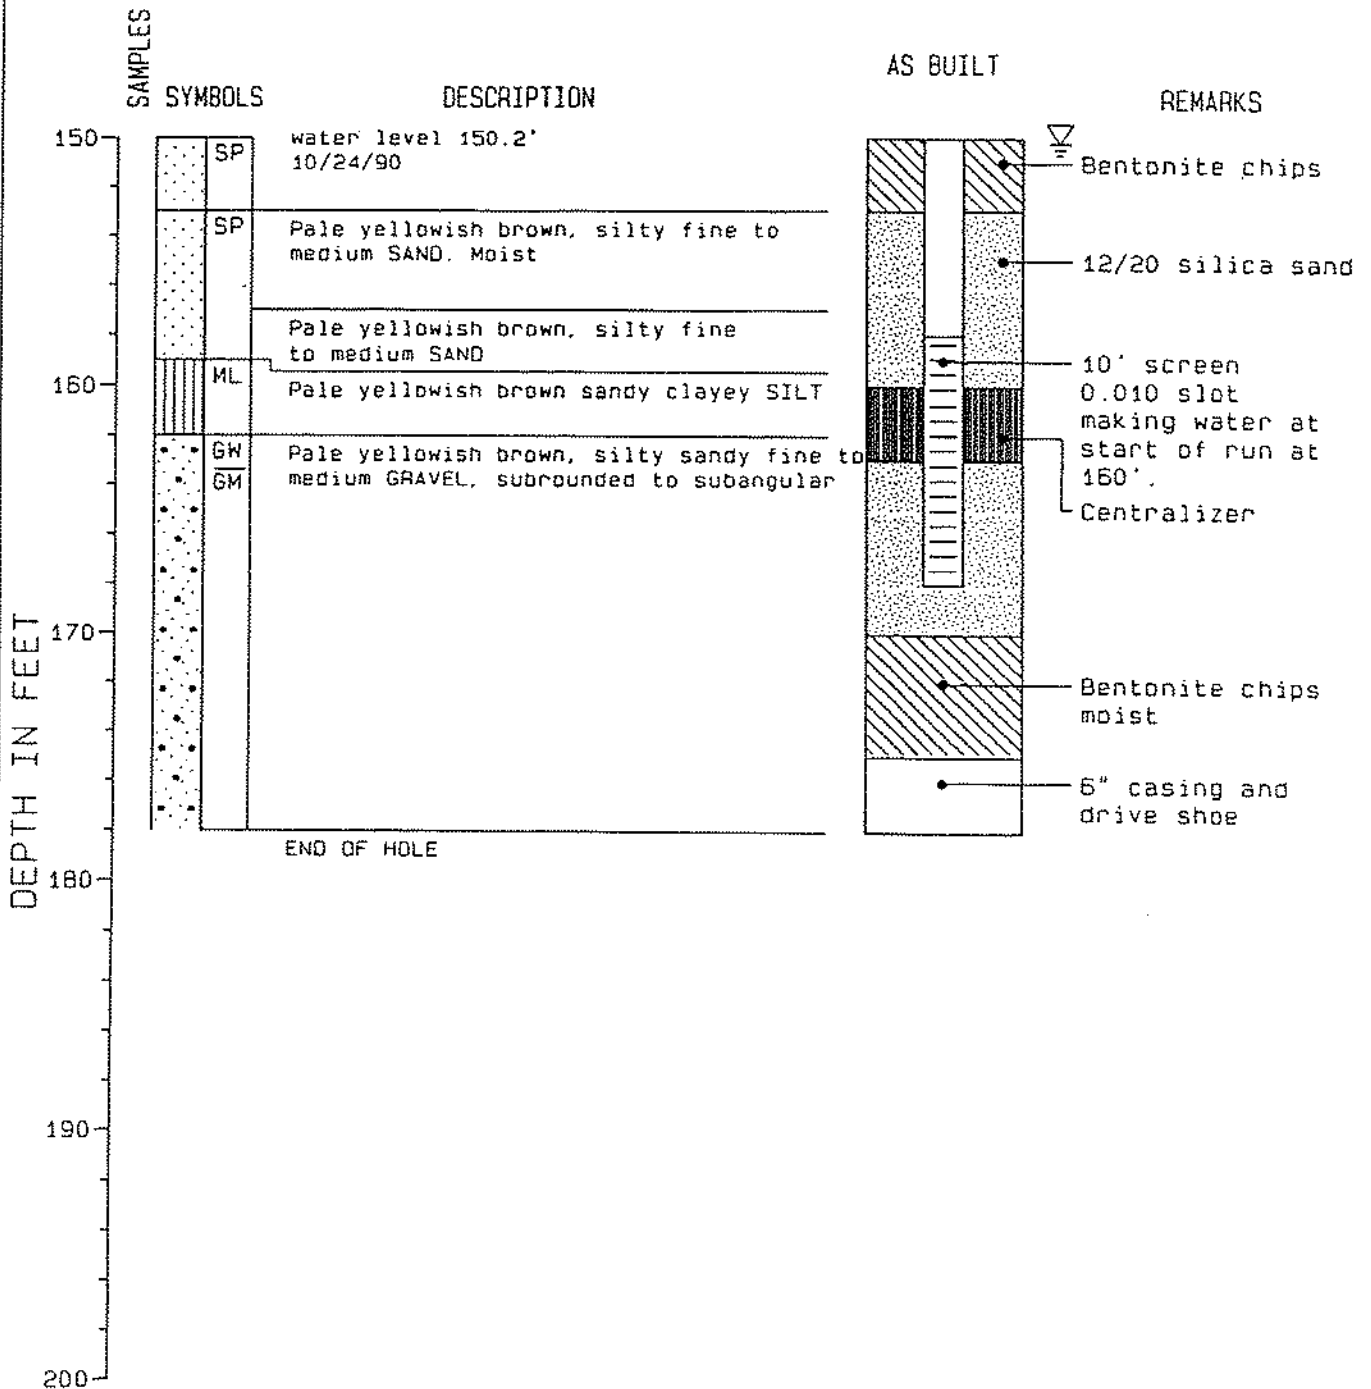 SAMPLES
SYMBOLS
DESCRIPTION
AS BUILT
REMARKS
DEPTH IN FEET
150
160
170
180
190
200
SP
water level 150.2'
10/24/90
SP
Pale yellowish brown, silty fine to
medium SAND. Moist
Pale yellowish brown, silty fine
to medium SAND
ML
Pale yellowish brown sandy clayey SILT
GW
GM
Pale yellowish brown, silty sandy fine to
medium GRAVEL, subrounded to subangular
END OF HOLE
Bentonite chips
12/20 silica sand
10' screen
0.010 slot
making water at
start of run at
160'.
Centralizer
Bentonite chips
moist
6" casing and
drive shoe